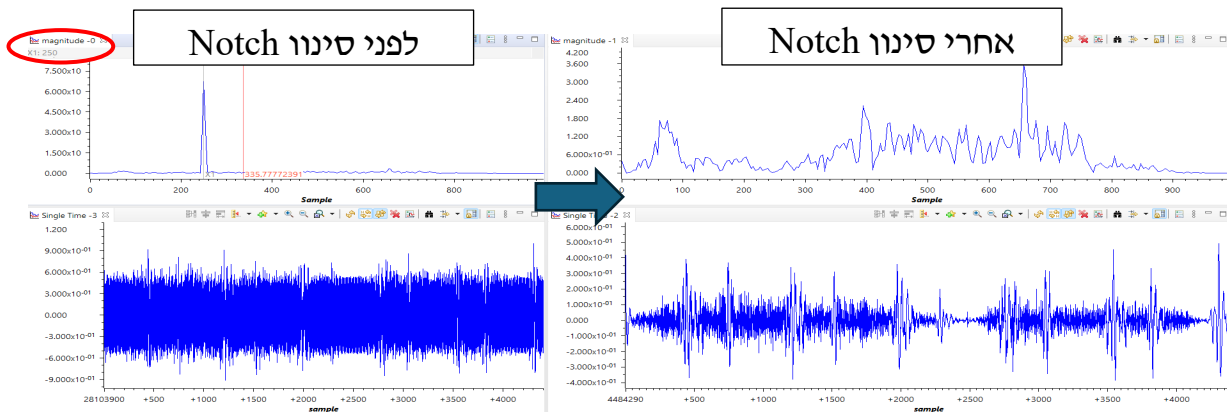 magnitude -0
X1: 250
לפני סינוו Notch
7.500x10
6.000x10
4.500x10
3.000x10
1.500x10
0.000
335.77772391
0 200 400 600 800
Sample
magnitude -1
אחרי סינון Notch
4.200
3.600
3.000
2.400
1.800
1.200
6.000x10-01
0.000
0 100 200 300 400 500 600 700 800 900
Sample
Single Time -3
1.200
9.000x10-01
6.000x10-01
3.000x10-01
0.000
-3.000x10-01
-6.000x10-01
-9.000x10-01
28103900 +500 +1000 +1500 +2000 +2500 +3000 +3500 +4000
sample
Single Time -2
6.000x10-01
5.000x10-01
4.000x10-01
3.000x10-01
2.000x10-01
1.000x10-01
0.000
-1.000x10-01
-2.000x10-01
-3.000x10-01
-4.000x10-01
4484290 +500 +1000 +1500 +2000 +2500 +3000 +3500 +4000
sample